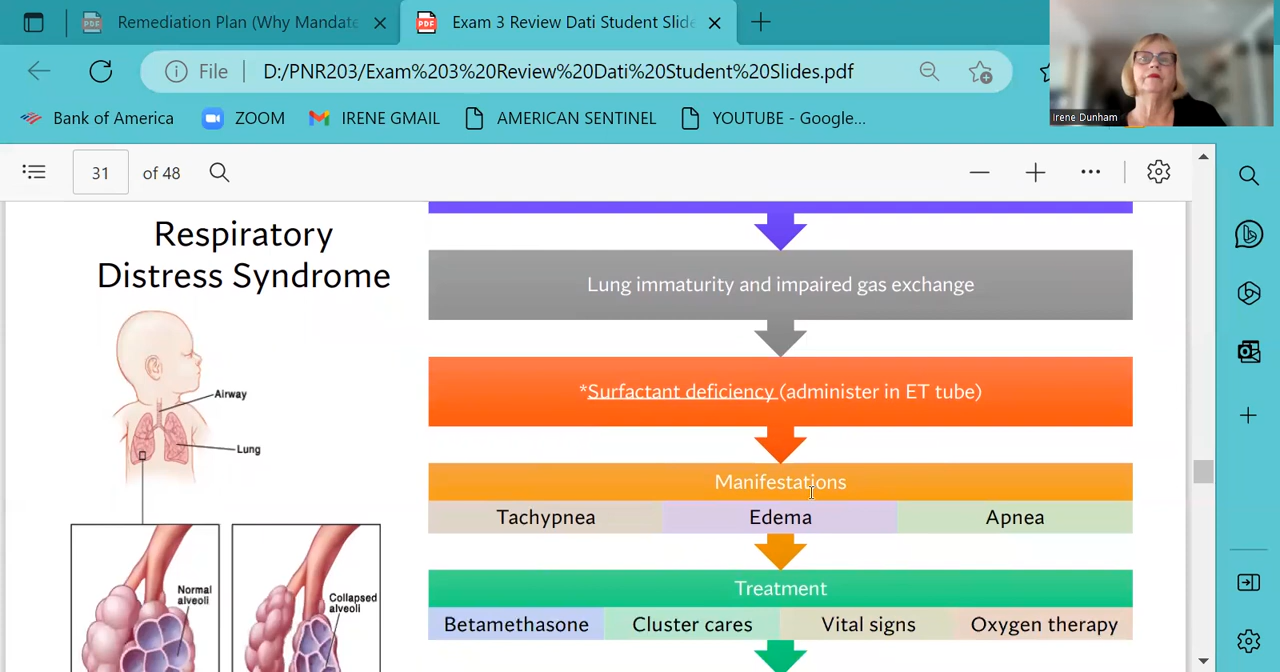 Remediation Plan (Why Mandate
Exam 3 Review Dati Student Slide
File
D:/PNR203/Exam%203%20Review%20Dati%20Student%20Slides.pdf
Bank of America
ZOOM
IRENE GMAIL
AMERICAN SENTINEL
YOUTUBE - Google...
Irene Dunham
31 of 48
Respiratory
Distress Syndrome
Airway
Lung
Normal
alveoli
Collapsed
alveoli
Lung immaturity and impaired gas exchange
*Surfactant deficiency (administer in ET tube)
Manifestations
Tachypnea Edema Apnea
Treatment
Betamethasone Cluster cares Vital signs Oxygen therapy